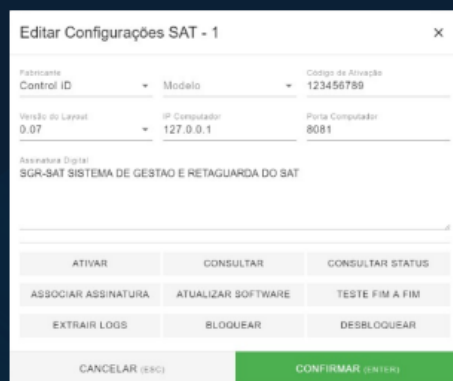 Editar Configurações SAT - 1 ×
Fabricante Código de Ativação
Control iD Modelo 123456789
Versão do Layout IP Computador Porta Computador
0.07 127.0.0.1 8081
Assinatura Digital
SGR-SAT SISTEMA DE GESTAO E RETAGUARDA DO SAT
ATIVAR CONSULTAR CONSULTAR STATUS
ASSOCIAR ASSINATURA ATUALIZAR SOFTWARE TESTE FIM A FIM
EXTRAIR LOGS BLOQUEAR DESBLOQUEAR
CANCELAR (ESC) CONFIRMAR (ENTER)